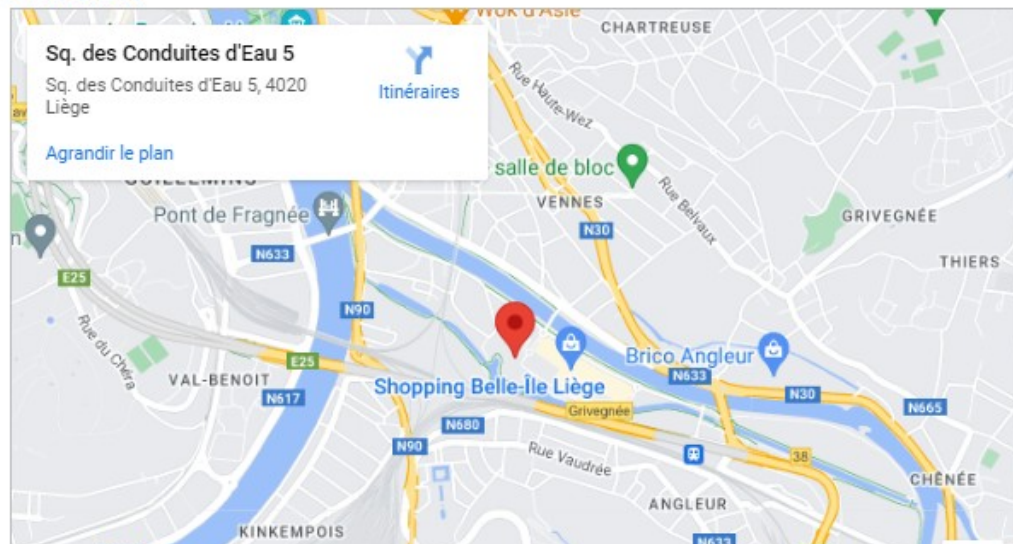 Wok d'Asie
CHARTREUSE
Sq. des Conduites d'Eau 5
Sq. des Conduites d'Eau 5, 4020
Liège
Itinéraires
Agrandir le plan
Rue Haute-Wez
salle de bloc
Rue Belvaux
VENNES
GUILLEMINS
Pont de Fragnée
N30
GRIVEGNÉE
N633
THIERS
E25
N90
Rue du Chéra
E25
Brico Angleur
VAL-BENOIT
Shopping Belle-Île Liège
N633
N617
N30
N665
Grivegnée
N680
N90
Rue Vaudrée
38
CHÊNÉE
ANGLEUR
KINKEMPOIS
N633